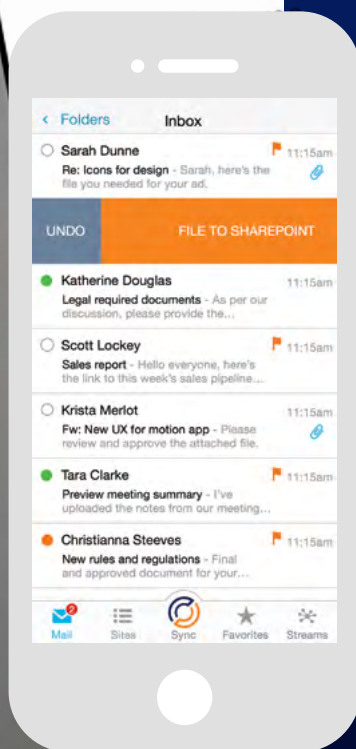 < Folders Inbox
Sarah Dunne 11:15am
Re: Icons for design - Sarah, here's the
file you needed for your ad.
UNDO FILE TO SHAREPOINT
Katherine Douglas 11:15am
Legal required documents - As per our
discussion, please provide the...
Scott Lockey 11:15am
Sales report - Hello everyone, here's
the link to this week's sales pipeline...
Krista Merlot 11:15am
Fw: New UX for motion app - Please
review and approve the attached file.
Tara Clarke 11:15am
Preview meeting summary - I've
uploaded the notes from our meeting...
Christianna Steeves 11:15am
New rules and regulations - Final
and approved document for your...
2
Mail Sites Sync Favorites Streams